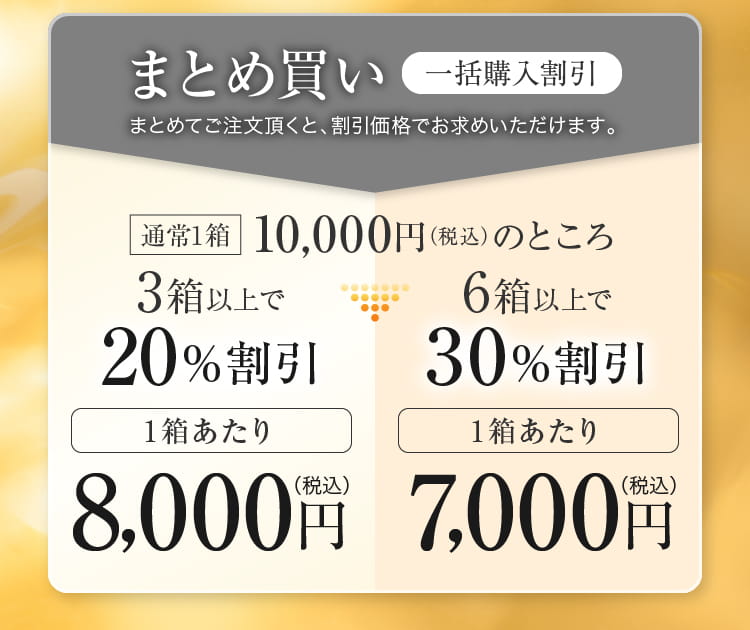 まとめ買い 一括購入割引
まとめてご注文頂くと、割引価格でお求めいただけます。
通常1箱 10,000円(税込)のところ
3箱以上で
20%割引
1箱あたり
8,000円(税込)
6箱以上で
30%割引
1箱あたり
7,000円(税込)